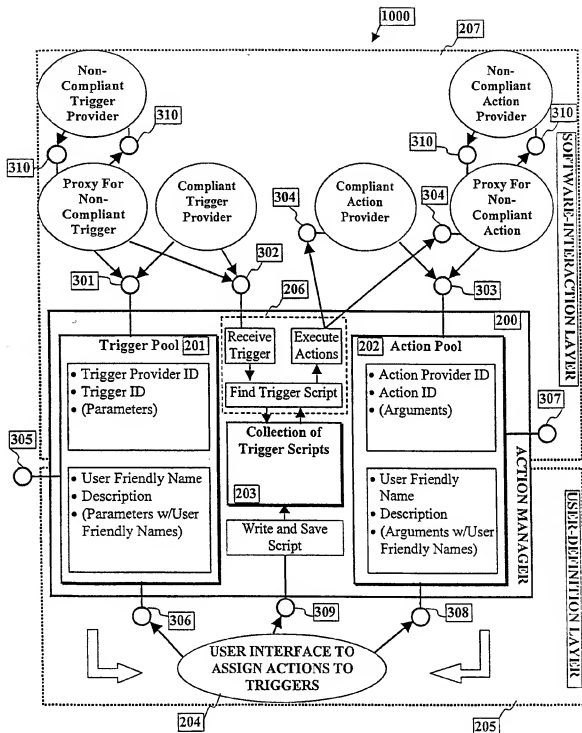 1000
207
Non-
Compliant
Trigger
Provider
Non-
Compliant
Action
Provider
310
310
310
310
Proxy For
Non-
Compliant
Trigger
Compliant
Trigger
Provider
304
Compliant
Action
Provider
304
Proxy For
Non-
Compliant
Action
SOFTWARE-INTERACTION LAYER
301
302
303
206
200
Trigger Pool 201
• Trigger Provider ID
• Trigger ID
• (Parameters)
• User Friendly Name
• Description
• (Parameters w/User
Friendly Names)
Receive
Trigger
Execute
Actions
Find Trigger Script
Collection of
Trigger Scripts
203
Write and Save
Script
202 Action Pool
• Action Provider ID
• Action ID
• (Arguments)
• User Friendly
Name
• Description
• (Arguments w/User
Friendly Names)
307
305
ACTION MANAGER
USER-DEFINITION LAYER
306
309
308
USER INTERFACE TO
ASSIGN ACTIONS TO
TRIGGERS
204
205